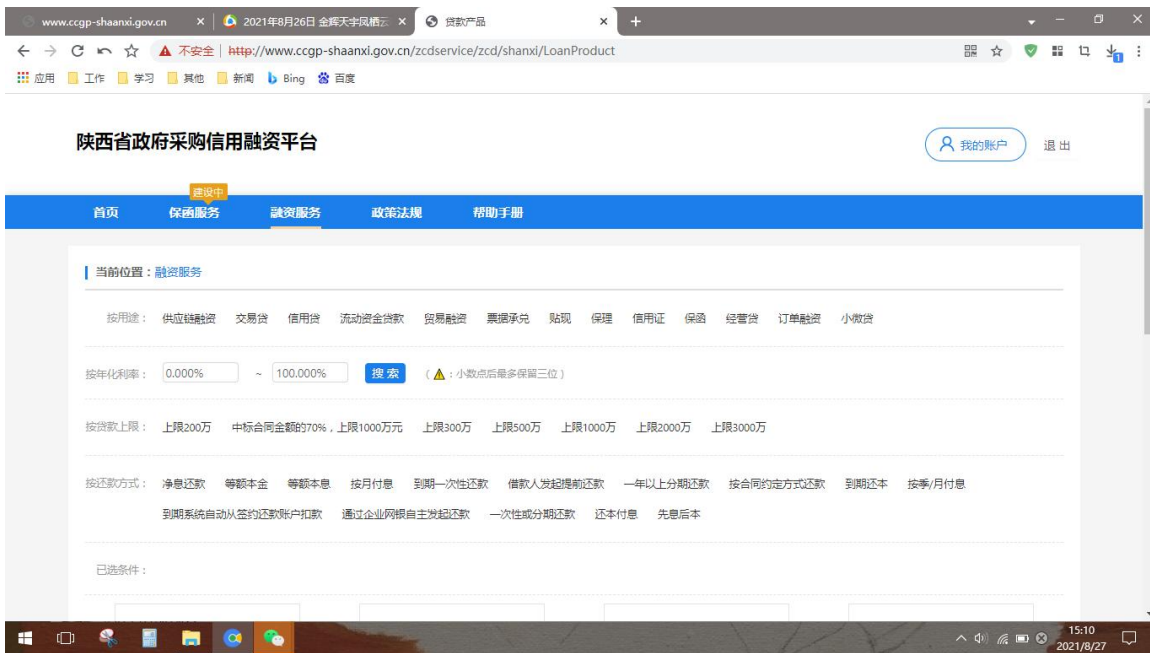 www.ccgp-shaanxi.gov.cn
2021年8月26日 金辉天宇凤栖云
贷款产品
不安全 | http://www.ccgp-shaanxi.gov.cn/zcdservice/zcd/shanxi/LoanProduct
应用 工作 学习 其他 新闻 Bing 百度
陕西省政府采购信用融资平台
我的账户 退出
建设中
首页 保函服务 融资服务 政策法规 帮助手册
当前位置：融资服务
按用途： 供应链融资 交易贷 信用贷 流动资金贷款 贸易融资 票据承兑 贴现 保理 信用证 保函 经营贷 订单融资 小微贷
按年化利率： 0.000% ~ 100.000% 搜索 （ ：小数点后最多保留三位）
按贷款上限： 上限200万 中标合同金额的70%，上限1000万元 上限300万 上限500万 上限1000万 上限2000万 上限3000万
按还款方式： 净息还款 等额本金 等额本息 按月付息 到期一次性还款 借款人发起提前还款 一年以上分期还款 按合同约定方式还款 到期还本 按季/月付息
到期系统自动从签约还款账户扣款 通过企业网银自主发起还款 一次性或分期还款 还本付息 先息后本
已选条件：
15:10
2021/8/27